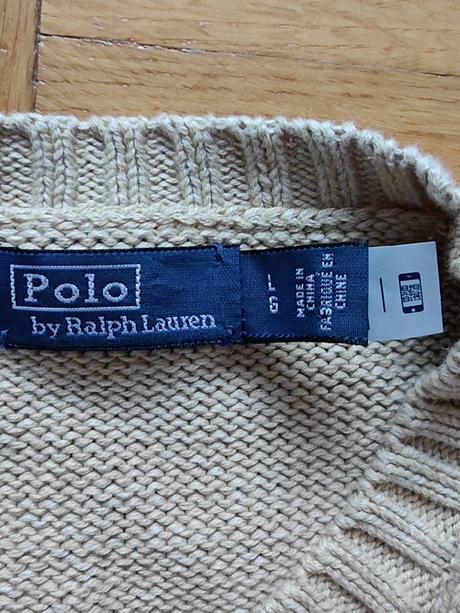 Polo
by Ralph Lauren
L
G
MADE IN
CHINA
FABRIQUÉ EN
CHINE